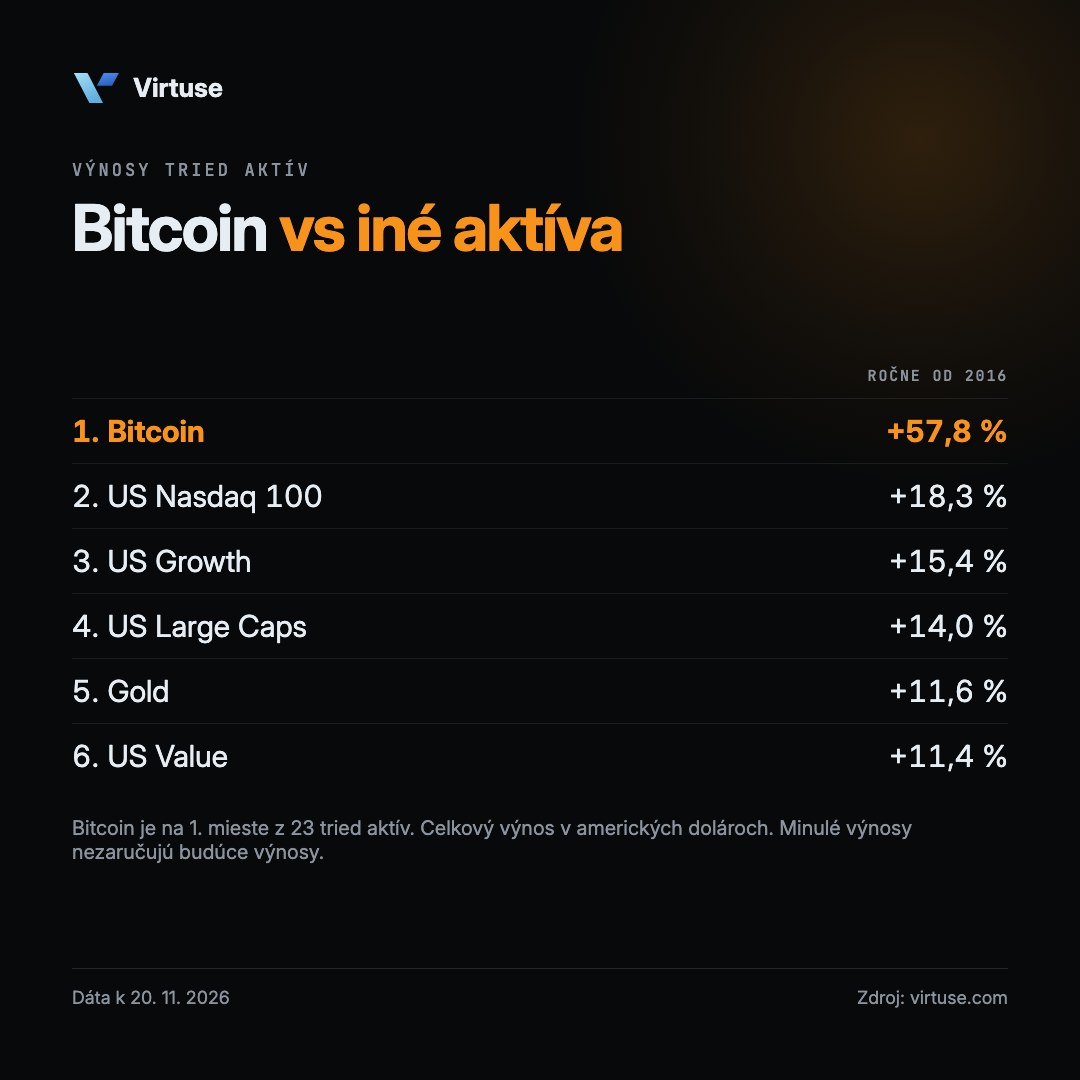 Virtuse
VÝNOSY TRIED AKTÍV
Bitcoin vs iné aktíva
ROČNE OD 2016
1. Bitcoin +57,8 %
2. US Nasdaq 100 +18,3 %
3. US Growth +15,4 %
4. US Large Caps +14,0 %
5. Gold +11,6 %
6. US Value +11,4 %
Bitcoin je na 1. mieste z 23 tried aktív. Celkový výnos v amerických dolároch. Minulé výnosy
nezaručujú budúce výnosy.
Dáta k 20. 11. 2026 Zdroj: virtuse.com